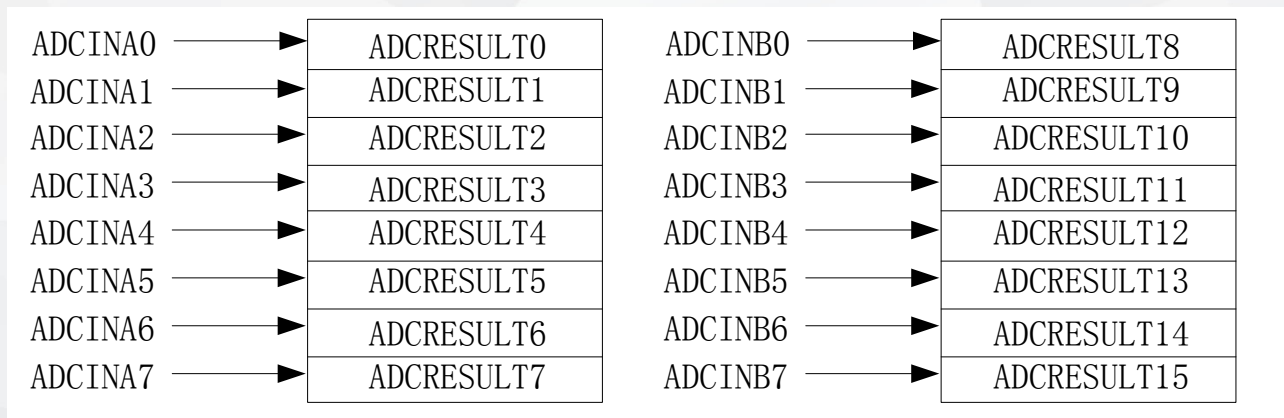 ADCINA0 ADCRESULT0 ADCINB0 ADCRESULT8
ADCINA1 ADCRESULT1 ADCINB1 ADCRESULT9
ADCINA2 ADCRESULT2 ADCINB2 ADCRESULT10
ADCINA3 ADCRESULT3 ADCINB3 ADCRESULT11
ADCINA4 ADCRESULT4 ADCINB4 ADCRESULT12
ADCINA5 ADCRESULT5 ADCINB5 ADCRESULT13
ADCINA6 ADCRESULT6 ADCINB6 ADCRESULT14
ADCINA7 ADCRESULT7 ADCINB7 ADCRESULT15